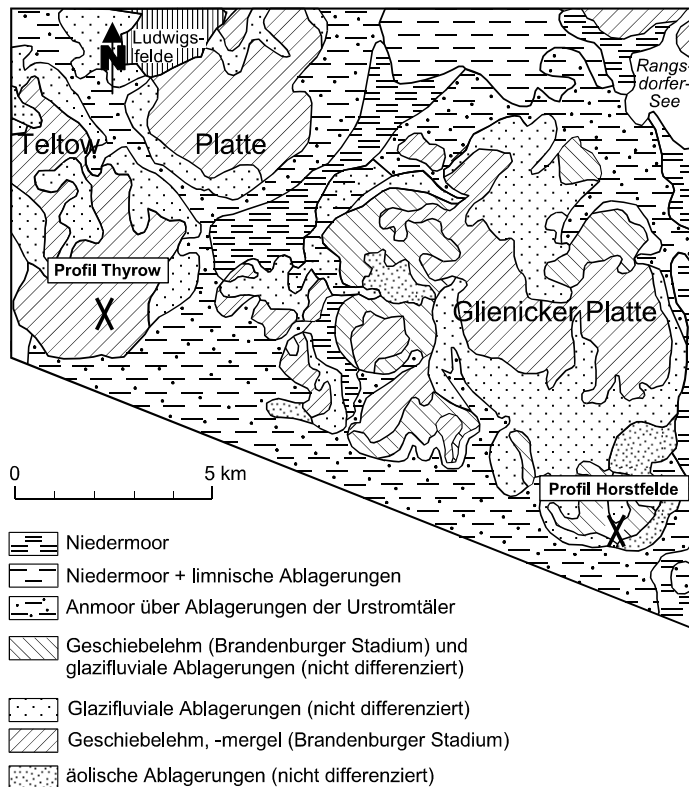 Ludwigs-
felde
N
Rangs-
dorfer-
See
Teltow
Platte
Profil Thyrow
Glienicker Platte
0 5 km
Profil Horstfelde
Niedermoor
Niedermoor + limnische Ablagerungen
Anmoor über Ablagerungen der Urstromtäler
Geschiebelehm (Brandenburger Stadium) und
glazifluviale Ablagerungen (nicht differenziert)
Glazifluviale Ablagerungen (nicht differenziert)
Geschiebelehm, -mergel (Brandenburger Stadium)
äolische Ablagerungen (nicht differenziert)